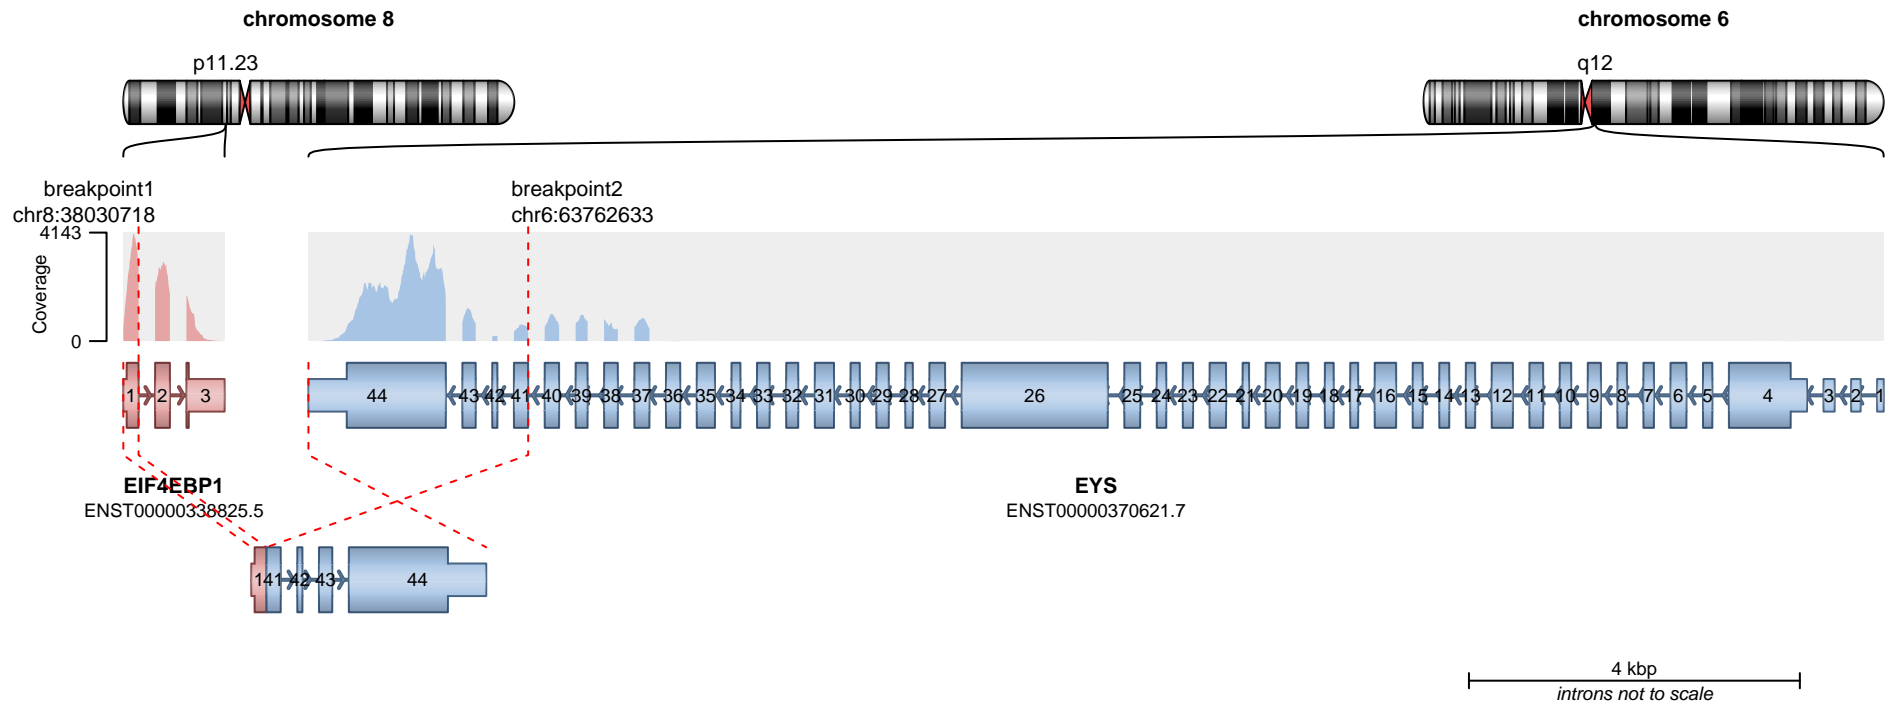 chromosome 8
chromosome 6
p11.23
q12
breakpoint1
chr8:38030718
breakpoint2
chr6:63762633
4143
Coverage
0
1 2 3
44 43 42 41 40 39 38 37 36 35 34 33 32 31 30 29 28 27 26 25 24 23 22 21 20 19 18 17 16 15 14 13 12 11 10 9 8 7 6 5 4 3 2 1
EIF4EBP1
ENST00000338825.5
EYS
ENST00000370621.7
1 41 42 43 44
4 kbp
introns not to scale